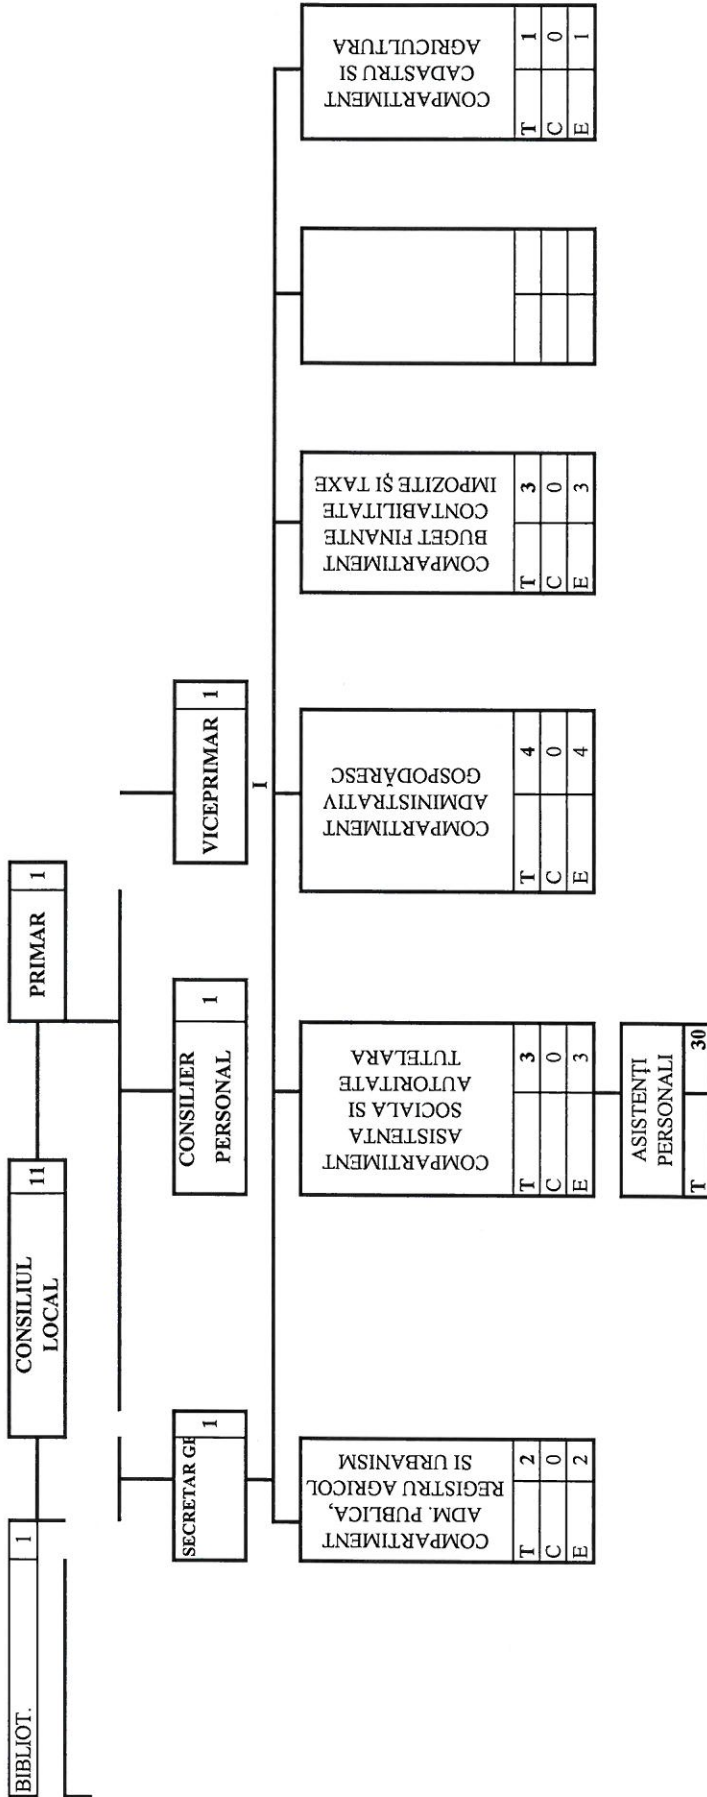 BIBLIOT. 1
CONSILIUL
LOCAL
11
PRIMAR 1
SECRETAR GE
1
CONSILIER
PERSONAL
1
VICEPRIMAR 1
I
COMPARTIMENT
ADM. PUBLICA,
REGISTRU AGRICOL
SI URBANISM
T 2
C 0
E 2
COMPARTIMENT
ASISTENTA
SOCIALA SI
AUTORITATE
TUTELARA
T 3
C 0
E 3
COMPARTIMENT
ADMINISTRATIV
GOSPODĂRESC
T 4
C 0
E 4
COMPARTIMENT
BUGET FINANTE
CONTABILITATE
IMPOZITE ŞI TAXE
T 3
C 0
E 3
COMPARTIMENT
CADASTRU SI
AGRICULTURA
T 1
C 0
E 1
ASISTENŢI
PERSONALI
T 30